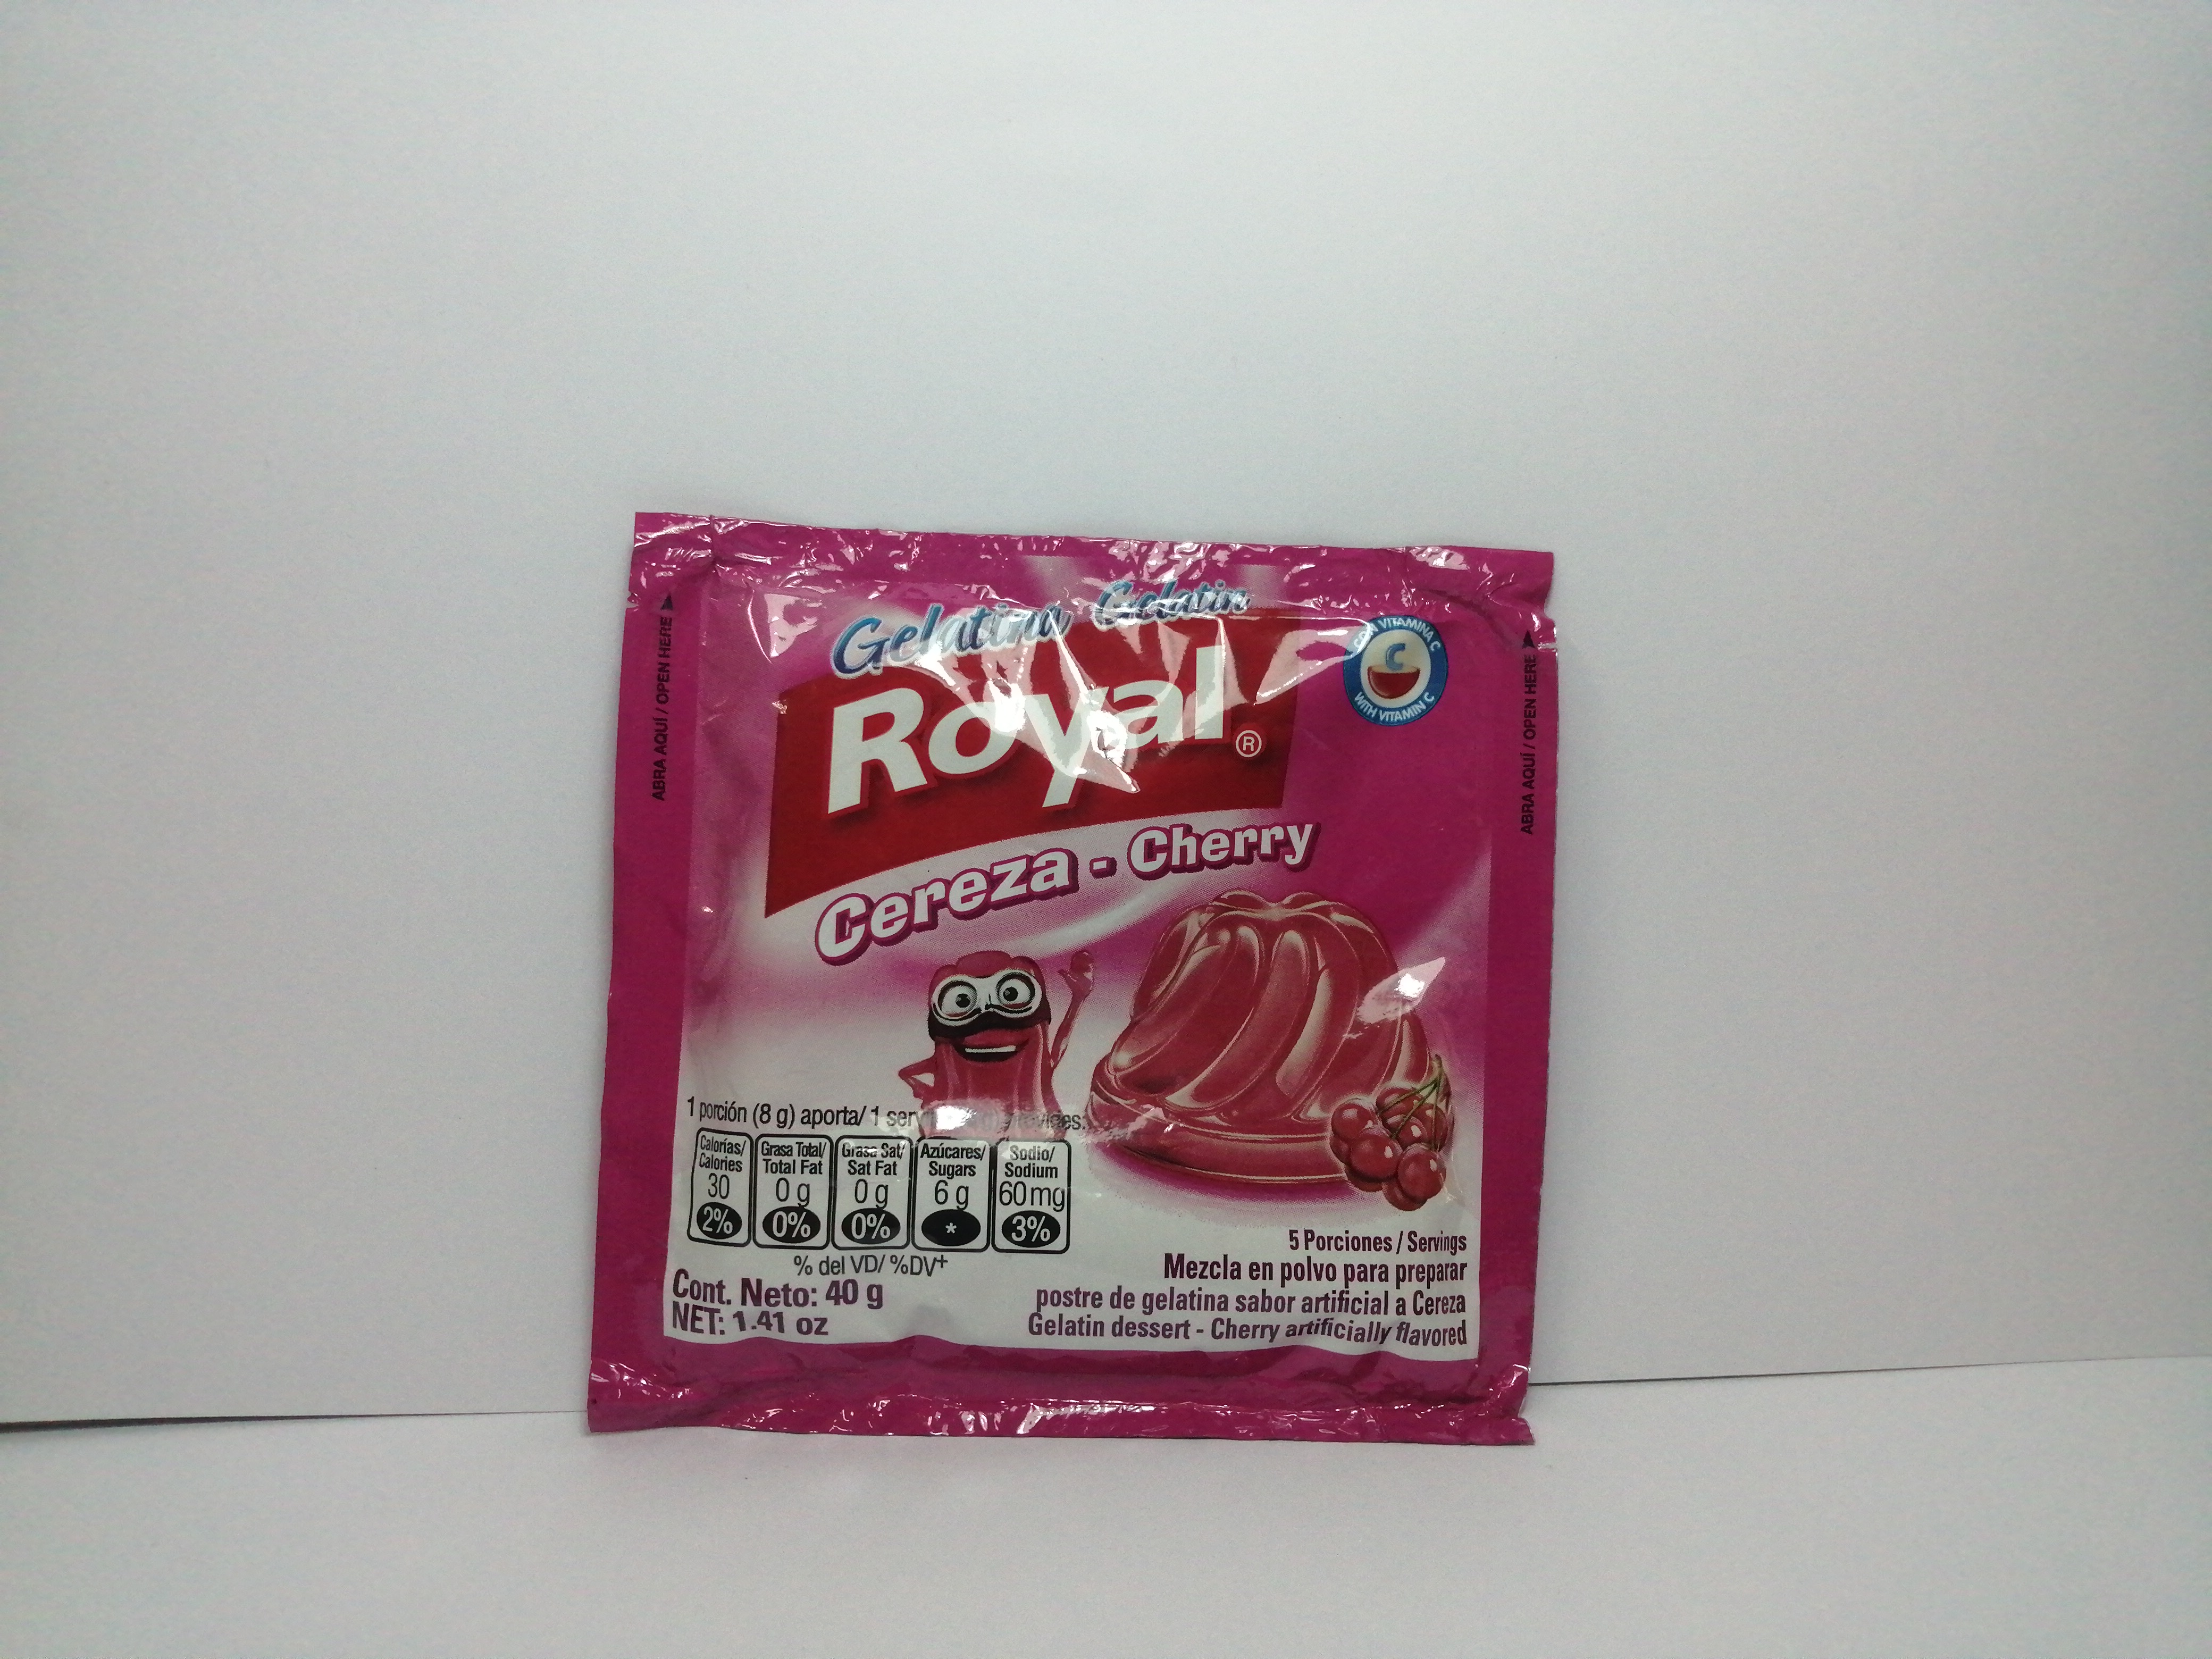 Gelatina Gelatin
Royal®
CON VITAMINA C
C
WITH VITAMIN C
Cereza - Cherry
ABRA AQUÍ / OPEN HERE
ABRA AQUÍ / OPEN HERE
1 porción (8 g) aporta/ 1
Calorías/ Calories 30 2%
Grasa Total/ Total Fat 0 g 0%
Grasa Sat/ Sat Fat 0 g 0%
Azúcares/ Sugars 6 g *
Sodio/ Sodium 60 mg 3%
% del VD/ %DV+
Cont. Neto: 40 g
NET: 1.41 oz
5 Porciones / Servings
Mezcla en polvo para preparar
postre de gelatina sabor artificial a Cereza
Gelatin dessert - Cherry artificially flavored